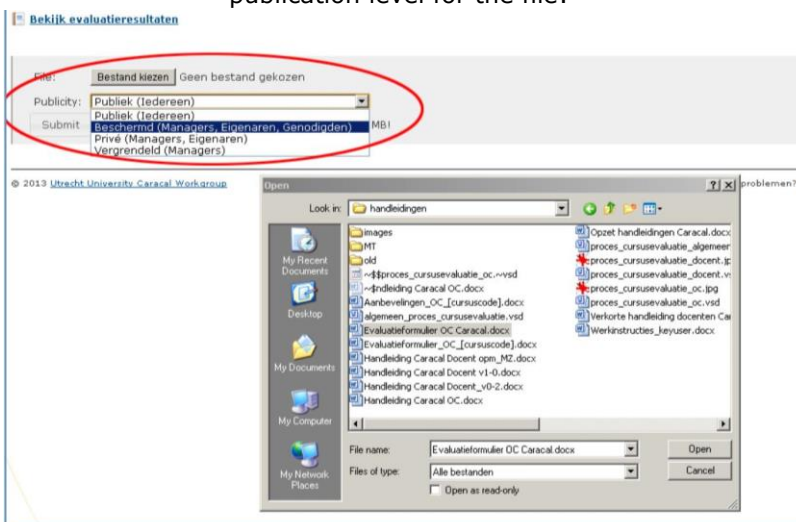 publication level for the file.
Bekijk evaluatieresultaten
File: Bestand kiezen Geen bestand gekozen
Publicity: Publiek (Iedereen)
Publiek (Iedereen)
Submit Beschermd (Managers, Eigenaren, Genodigden) MB!
Privé (Managers, Eigenaren)
Vergrendeld (Managers)
© 2013 Utrecht University Caracal Workgroup
problemen?
Open
Look in: handleidingen
My Recent Documents
Desktop
My Documents
My Computer
My Network Places
images
MT
old
~$$proces_cursusevaluatie_oc.~vsd
~$ndleiding Caracal OC.docx
Aanbevelingen_OC_[cursuscode].docx
algemeen_proces_cursusevaluatie.vsd
Evaluatieformulier OC Caracal.docx
Evaluatieformulier_OC_[cursuscode].docx
Handleiding Caracal Docent opm_MZ.docx
Handleiding Caracal Docent v1-0.docx
Handleiding Caracal Docent_v0-2.docx
Handleiding Caracal OC.docx
Opzet handleidingen Caracal.docx
proces_cursusevaluatie_algemeen
proces_cursusevaluatie_docent.jp
proces_cursusevaluatie_docent.v
proces_cursusevaluatie_oc.jpg
proces_cursusevaluatie_oc.vsd
Verkorte handleiding docenten Ca
Werkinstructies_keyuser.docx
File name: Evaluatieformulier OC Caracal.docx Open
Files of type: Alle bestanden Cancel
Open as read-only